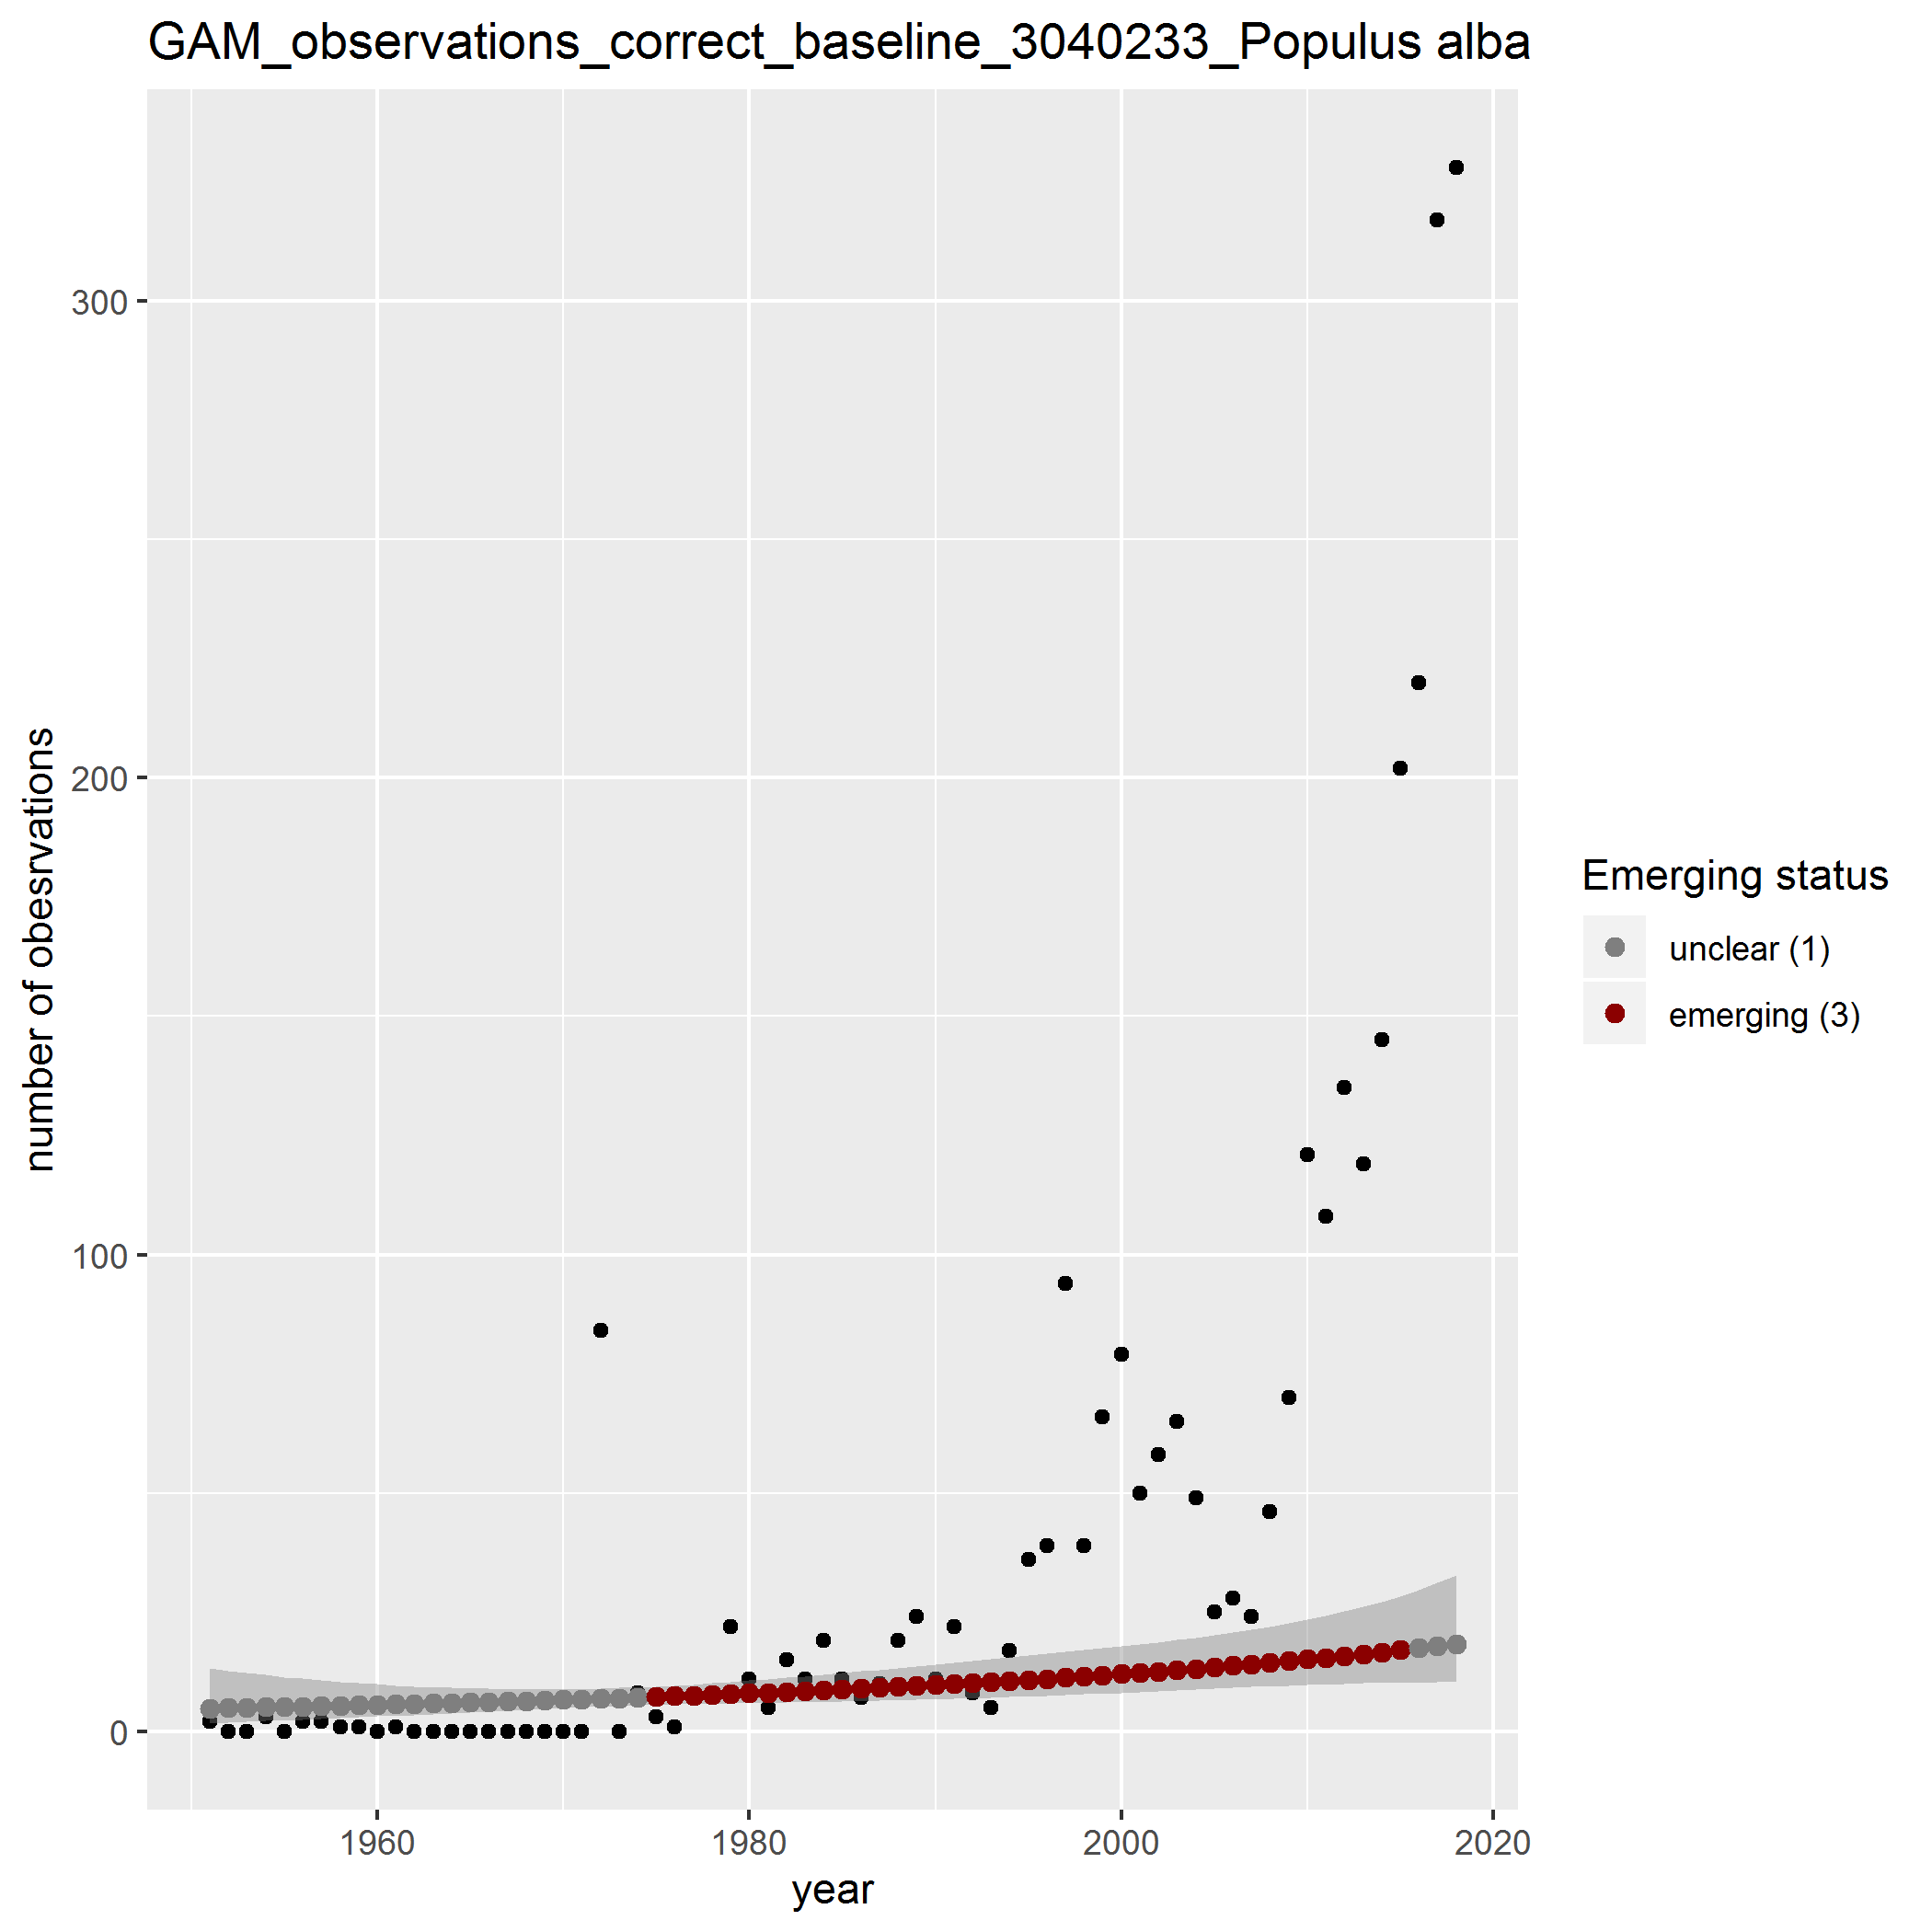 GAM_observations_correct_baseline_3040233_Populus alba
number of obesrvations
300
200
100
0
1960
1980
2000
2020
year
Emerging status
unclear (1)
emerging (3)